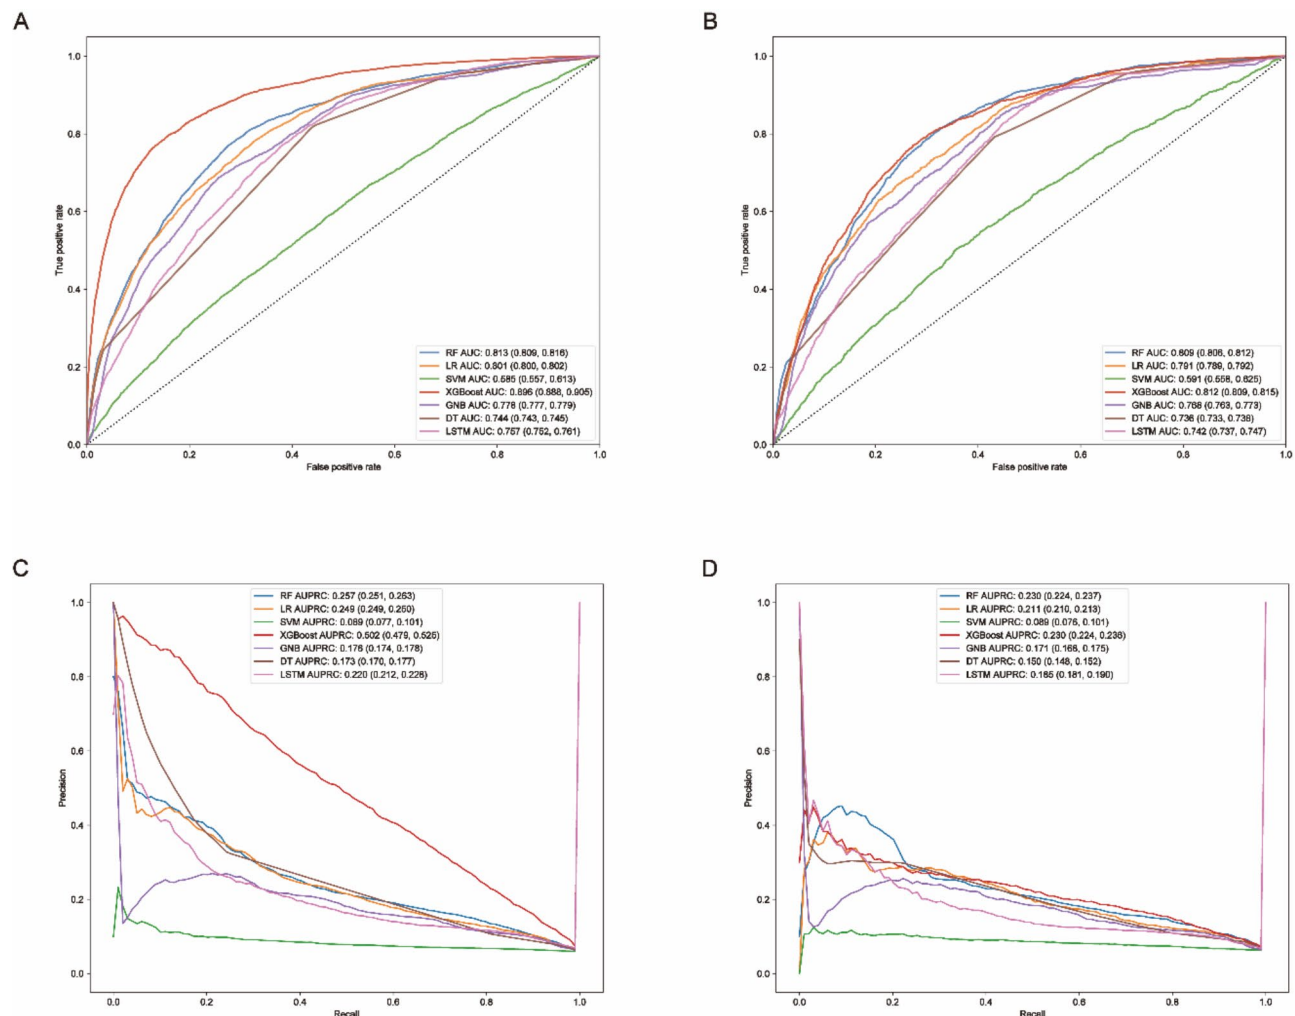 A
B
1.0
0.8
0.6
0.4
0.2
0.0
True positive rate
RF AUC: 0.813 (0.809, 0.816)
LR AUC: 0.801 (0.800, 0.802)
SVM AUC: 0.585 (0.557, 0.613)
XGBoost AUC: 0.896 (0.888, 0.905)
GNB AUC: 0.778 (0.777, 0.779)
DT AUC: 0.744 (0.743, 0.745)
LSTM AUC: 0.757 (0.752, 0.761)
0.0 0.2 0.4 0.6 0.8 1.0
False positive rate
1.0
0.8
0.6
0.4
0.2
0.0
True positive rate
RF AUC: 0.809 (0.806, 0.812)
LR AUC: 0.791 (0.789, 0.792)
SVM AUC: 0.591 (0.558, 0.625)
XGBoost AUC: 0.812 (0.809, 0.815)
GNB AUC: 0.768 (0.763, 0.773)
DT AUC: 0.736 (0.733, 0.738)
LSTM AUC: 0.742 (0.737, 0.747)
0.0 0.2 0.4 0.6 0.8 1.0
False positive rate
C
D
1.0
0.8
0.6
0.4
0.2
0.0
Precision
RF AUPRC: 0.257 (0.251, 0.263)
LR AUPRC: 0.249 (0.249, 0.250)
SVM AUPRC: 0.089 (0.077, 0.101)
XGBoost AUPRC: 0.502 (0.479, 0.525)
GNB AUPRC: 0.176 (0.174, 0.178)
DT AUPRC: 0.173 (0.170, 0.177)
LSTM AUPRC: 0.220 (0.212, 0.228)
0.0 0.2 0.4 0.6 0.8 1.0
Recall
1.0
0.8
0.6
0.4
0.2
0.0
Precision
RF AUPRC: 0.230 (0.224, 0.237)
LR AUPRC: 0.211 (0.210, 0.213)
SVM AUPRC: 0.089 (0.076, 0.101)
XGBoost AUPRC: 0.230 (0.224, 0.236)
GNB AUPRC: 0.171 (0.166, 0.175)
DT AUPRC: 0.150 (0.148, 0.152)
LSTM AUPRC: 0.185 (0.181, 0.190)
0.0 0.2 0.4 0.6 0.8 1.0
Recall